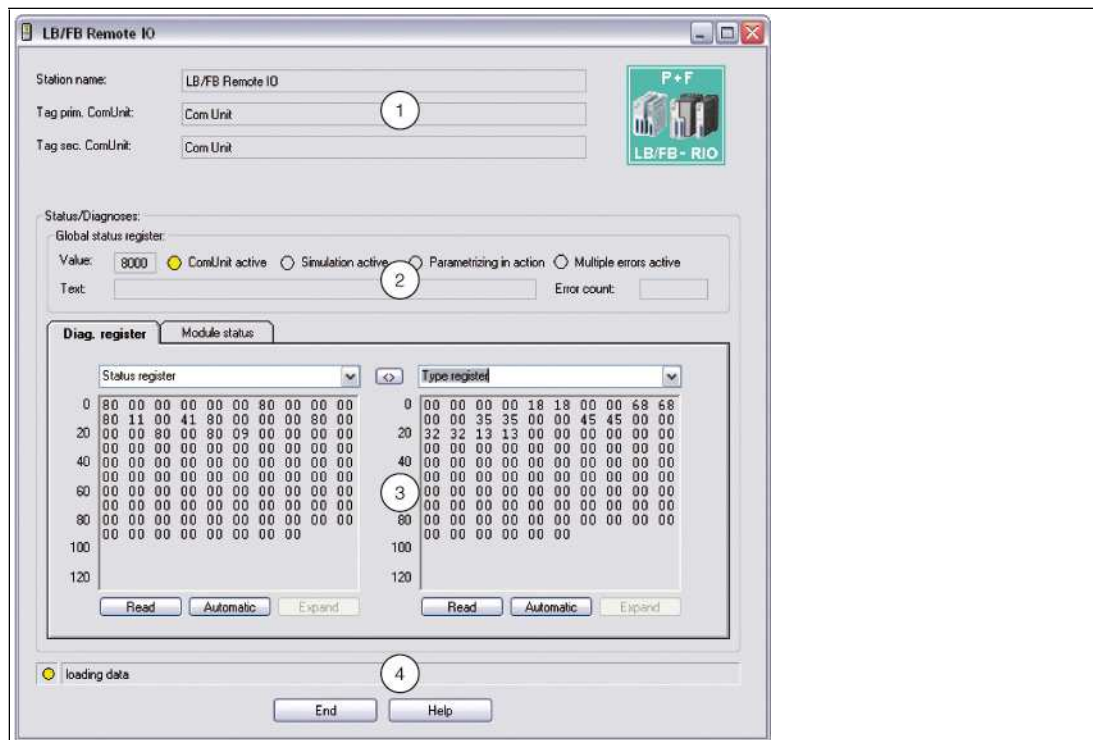 LB/FB Remote IO
P+F
LB/FB - RIO
Station name: LB/FB Remote IO
Tag prim. ComUnit: Com Unit
1
Tag sec. ComUnit: Com Unit
Status/Diagnoses:
Global status register:
Value: 8000 ComUnit active Simulation active Parametrizing in action Multiple errors active
2
Text: Error count:
Diag. register Module status
Status register <> Type register
0 80 00 00 00 00 00 80 00 00 00 0 00 00 00 00 18 18 00 00 68 68
80 11 00 41 80 00 00 00 80 00 00 00 35 35 00 00 45 45 00 00
20 00 00 80 00 80 09 00 00 00 00 20 32 32 13 13 00 00 00 00 00 00
00 00 00 00 00 00 00 00 00 00 00 00 00 00 00 00 00 00 00 00
40 00 00 00 00 00 00 00 00 00 00 40 00 00 00 00 00 00 00 00 00 00
00 00 00 00 00 00 00 00 00 00 00 00 00 00 00 00 00 00 00 00
60 00 00 00 00 00 00 00 00 00 00 3 00 00 00 00 00 00 00 00 00 00
00 00 00 00 00 00 00 00 00 00 00 00 00 00 00 00 00 00 00 00
80 00 00 00 00 00 00 00 00 00 00 80 00 00 00 00 00 00 00 00 00 00
00 00 00 00 00 00 00 00 00 00 00 00 00 00
100 100
120 120
Read Automatic Expand Read Automatic Expand
loading data
4
End Help